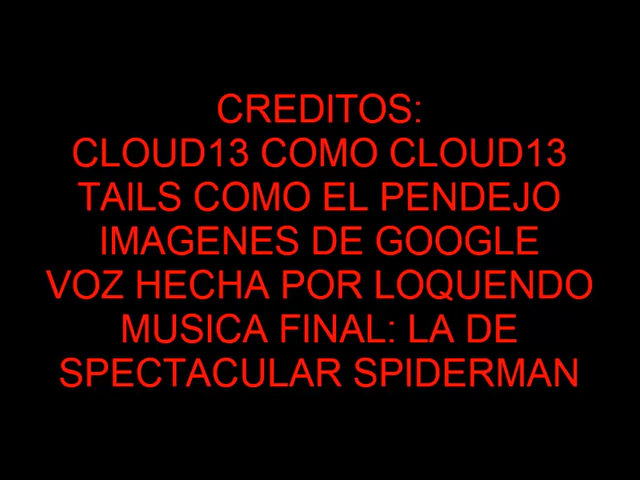 CREDITOS:
CLOUD13 COMO CLOUD13
TAILS COMO EL PENDEJO
IMAGENES DE GOOGLE
VOZ HECHA POR LOQUENDO
MUSICA FINAL: LA DE
SPECTACULAR SPIDERMAN